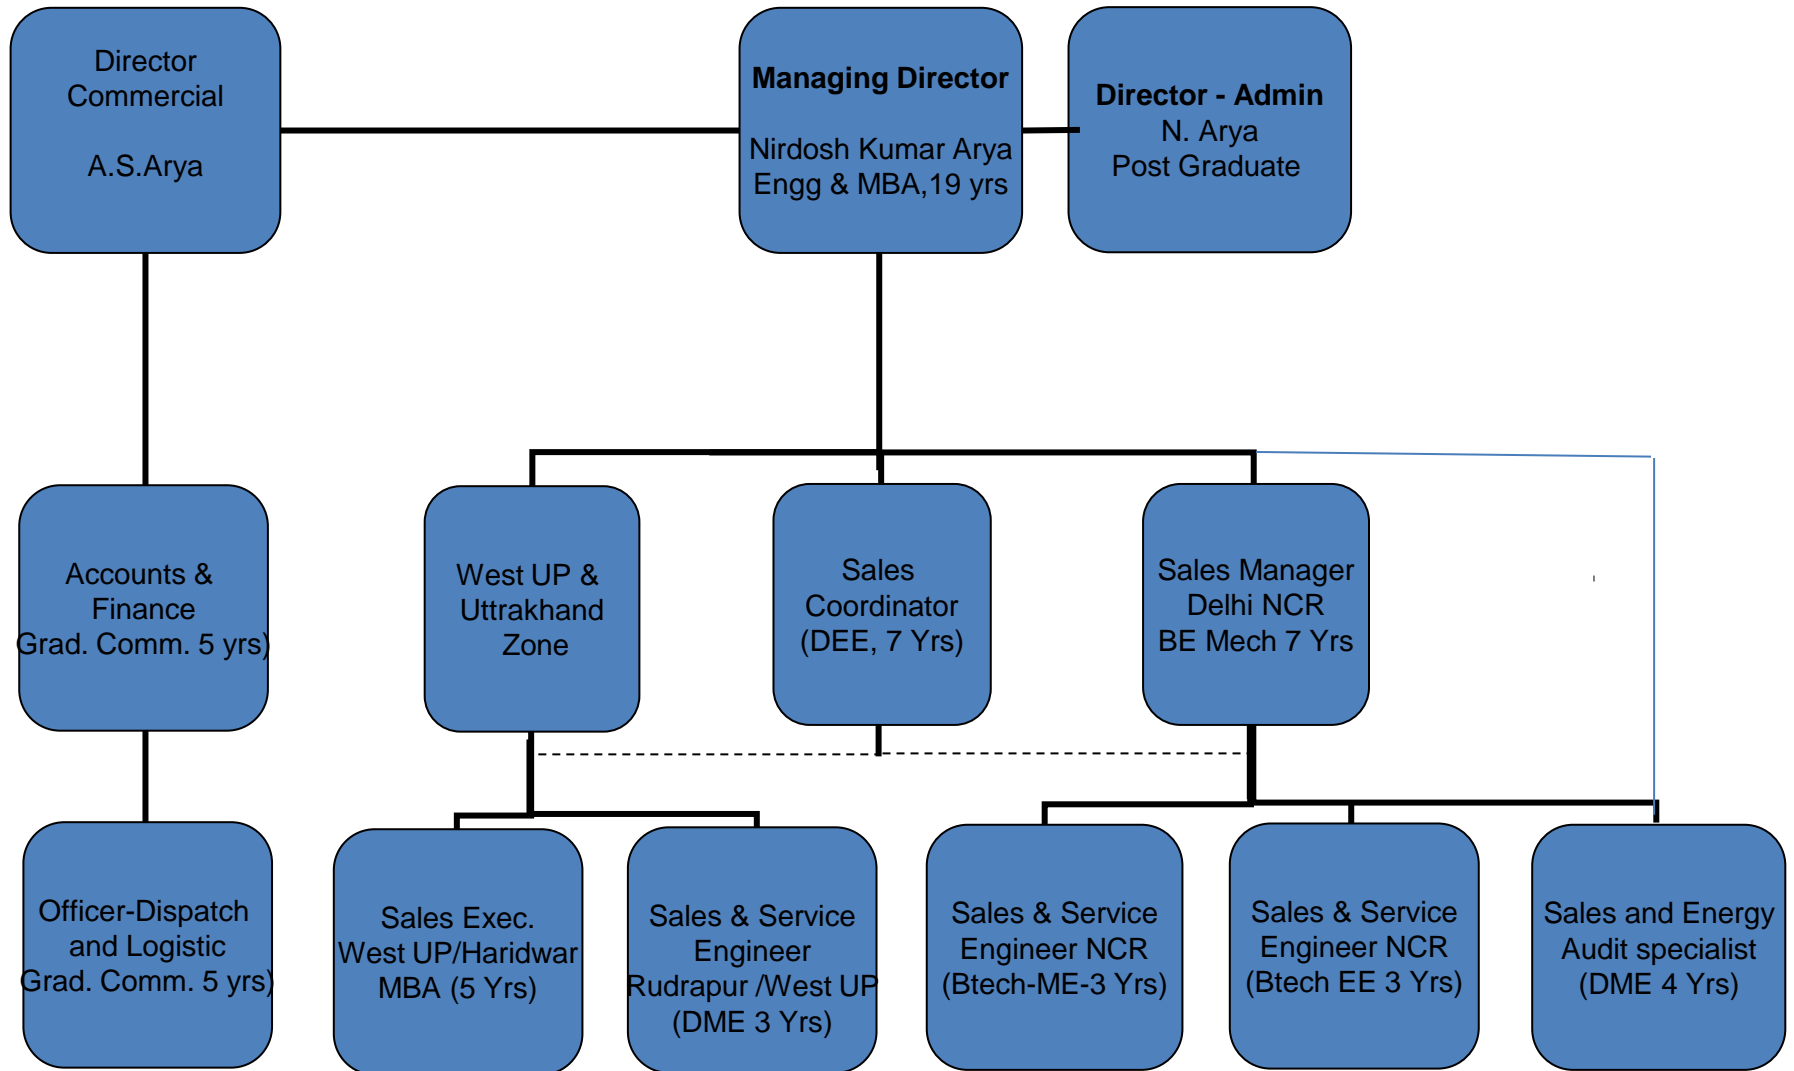 Director
Commercial
A.S.Arya
Managing Director
Nirdosh Kumar Arya
Engg & MBA,19 yrs
Director - Admin
N. Arya
Post Graduate
Accounts &
Finance
Grad. Comm. 5 yrs)
West UP &
Uttrakhand
Zone
Sales
Coordinator
(DEE, 7 Yrs)
Sales Manager
Delhi NCR
BE Mech 7 Yrs
Officer-Dispatch
and Logistic
Grad. Comm. 5 yrs)
Sales Exec.
West UP/Haridwar
MBA (5 Yrs)
Sales & Service
Engineer
Rudrapur /West UP
(DME 3 Yrs)
Sales & Service
Engineer NCR
(Btech-ME-3 Yrs)
Sales & Service
Engineer NCR
(Btech EE 3 Yrs)
Sales and Energy
Audit specialist
(DME 4 Yrs)